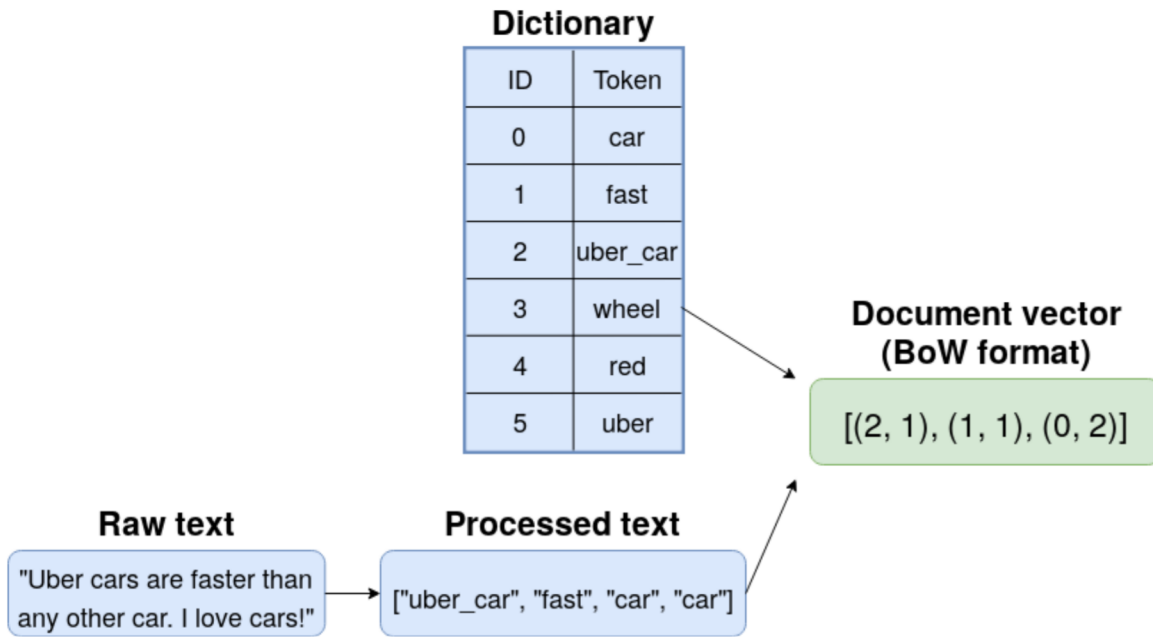 Dictionary
ID Token
0 car
1 fast
2 uber_car
3 wheel
4 red
5 uber
Document vector
(BoW format)
[(2, 1), (1, 1), (0, 2)]
Raw text
"Uber cars are faster than
any other car. I love cars!"
Processed text
["uber_car", "fast", "car", "car"]